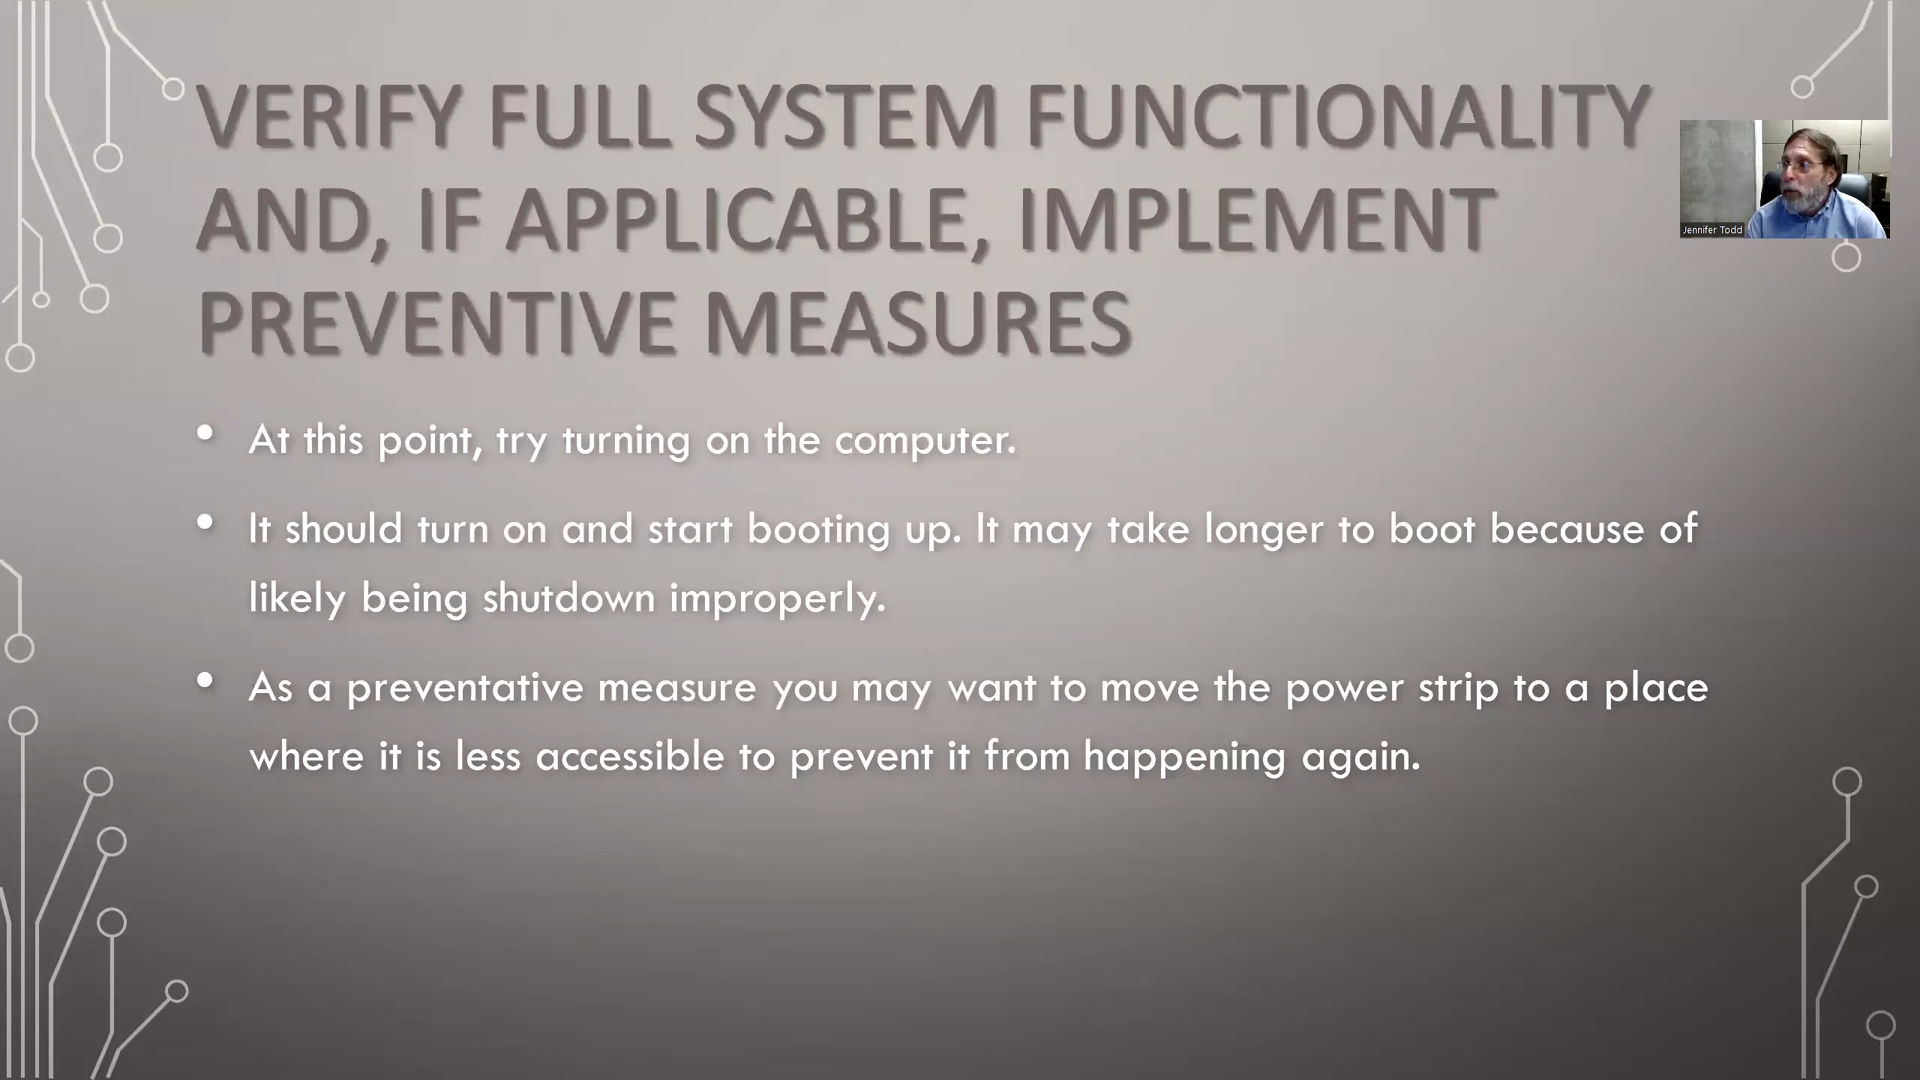 VERIFY FULL SYSTEM FUNCTIONALITY
AND, IF APPLICABLE, IMPLEMENT
PREVENTIVE MEASURES
Jennifer Todd
• At this point, try turning on the computer.
• It should turn on and start booting up. It may take longer to boot because of
likely being shutdown improperly.
• As a preventative measure you may want to move the power strip to a place
where it is less accessible to prevent it from happening again.